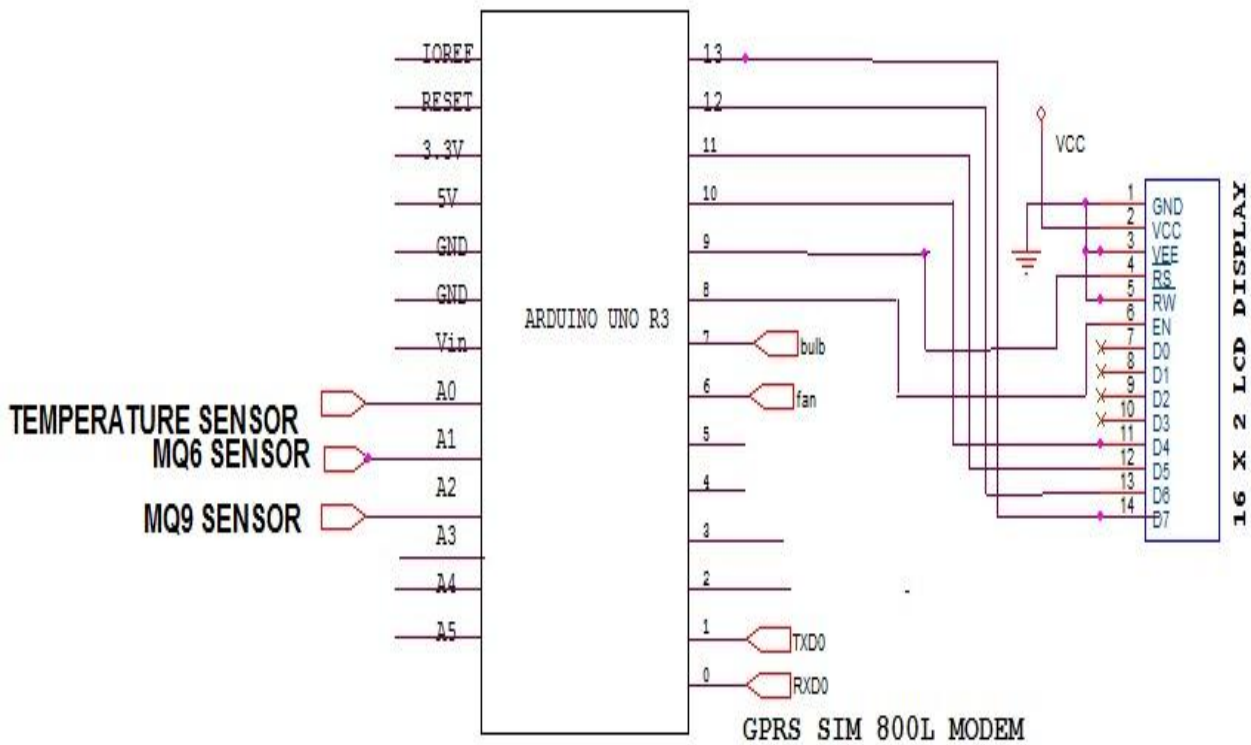 IOREF
RESET
3.3V
5V
GND
GND
Vin
A0
A1
A2
A3
A4
A5
TEMPERATURE SENSOR
MQ6 SENSOR
MQ9 SENSOR
ARDUINO UNO R3
13
12
11
10
9
8
7
bulb
6
fan
5
4
3
2
1
TXD0
0
RXD0
GPRS SIM 800L MODEM
VCC
1 GND
2 VCC
3 VEE
4 RS
5 RW
6 EN
7 D0
8 D1
9 D2
10 D3
11 D4
12 D5
13 D6
14 D7
16 X 2 LCD DISPLAY